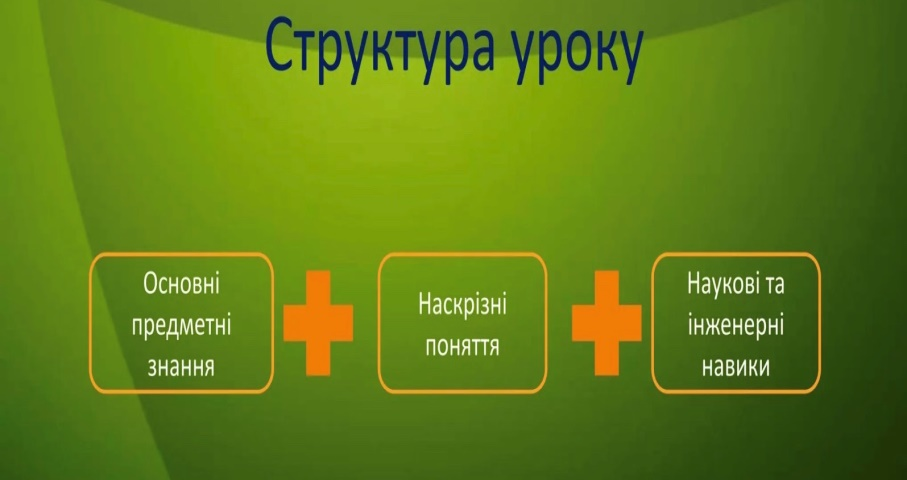 Структура уроку
Основні
предметні
знання
Наскрізні
поняття
Наукові та
інженерні
навики